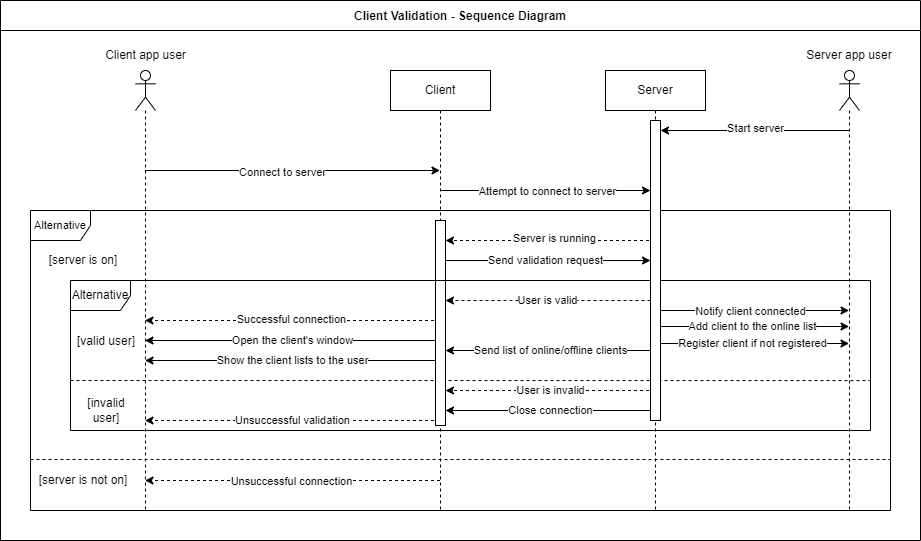 Client Validation - Sequence Diagram
Client app user
Server app user
Client
Server
Start server
Connect to server
Attempt to connect to server
Alternative
Server is running
[server is on]
Send validation request
Alternative
User is valid
Notify client connected
Successful connection
Add client to the online list
[valid user]
Open the client's window
Register client if not registered
Send list of online/offline clients
Show the client lists to the user
User is invalid
[invalid
user]
Close connection
Unsuccessful validation
[server is not on]
Unsuccessful connection